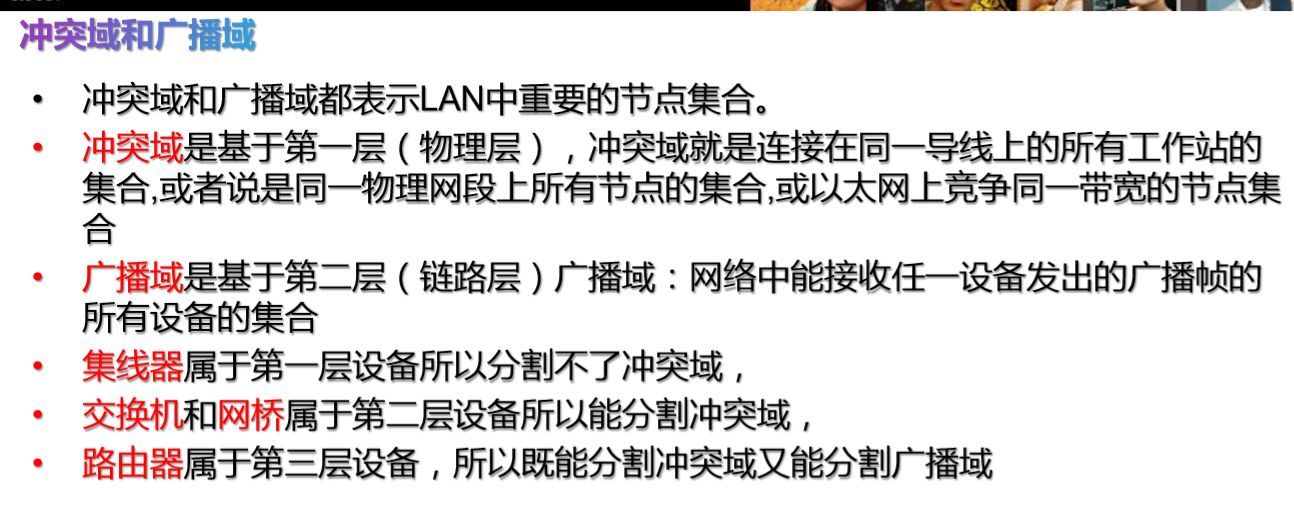 冲突域和广播域
• 冲突域和广播域都表示LAN中重要的节点集合。
• 冲突域是基于第一层（物理层），冲突域就是连接在同一导线上的所有工作站的
集合,或者说是同一物理网段上所有节点的集合,或以太网上竞争同一带宽的节点集
合
• 广播域是基于第二层（链路层）广播域：网络中能接收任一设备发出的广播帧的
所有设备的集合
• 集线器属于第一层设备所以分割不了冲突域，
• 交换机和网桥属于第二层设备所以能分割冲突域，
• 路由器属于第三层设备，所以既能分割冲突域又能分割广播域